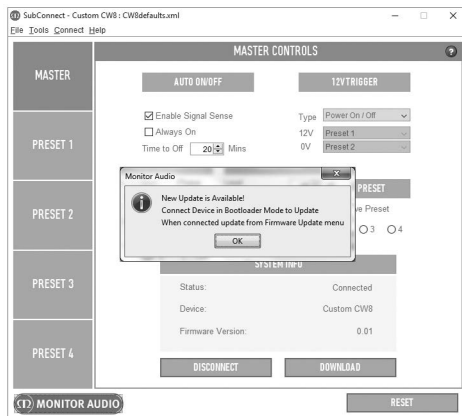 SubConnect - Custom CW8 : CW8defaults.xml
File Tools Connect Help
MASTER CONTROLS
?
MASTER
AUTO ON/OFF
12V TRIGGER
Enable Signal Sense
Type Power On / Off
Always On
12V Preset 1
PRESET 1
Time to Off 20 Mins
0V Preset 2
Monitor Audio
x
New Update is Available!
Connect Device in Bootloader Mode to Update
When connected update from Firmware Update menu
OK
PRESET
Preset
3 4
PRESET 2
SYSTEM INFO
PRESET 3
Status: Connected
Device: Custom CW8
Firmware Version: 0.01
PRESET 4
DISCONNECT
DOWNLOAD
MONITOR AUDIO
RESET